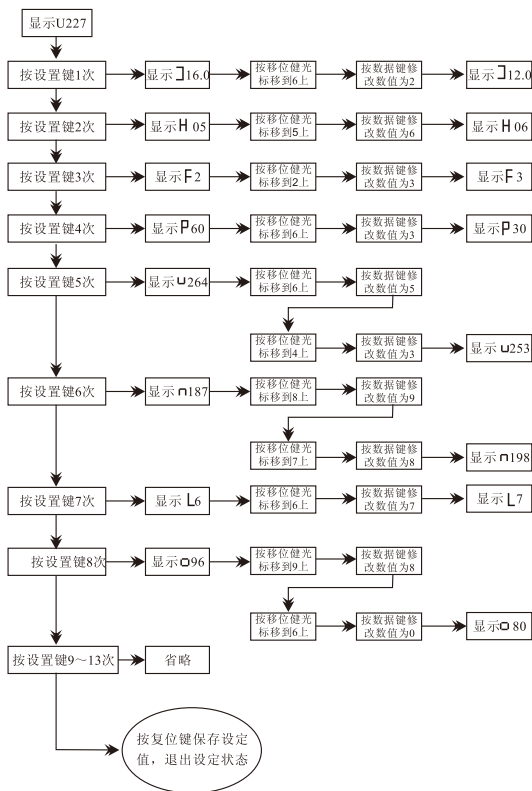 显示U227
按设置键1次
显示コ16.0
按移位健光
标移到6上
按数据键修
改数值为2
显示コ12.0
按设置键2次
显示H 05
按移位健光
标移到5上
按数据键修
改数值为6
显示H 06
按设置键3次
显示F2
按移位健光
标移到2上
按数据键修
改数值为3
显示F 3
按设置键4次
显示P60
按移位健光
标移到6上
按数据键修
改数值为3
显示P30
按设置键5次
显示u264
按移位健光
标移到6上
按数据键修
改数值为5
按移位健光
标移到4上
按数据键修
改数值为3
显示u253
按设置键6次
显示n187
按移位健光
标移到8上
按数据键修
改数值为9
按移位健光
标移到7上
按数据键修
改数值为8
显示n198
按设置键7次
显示L6
按移位健光
标移到6上
按数据键修
改数值为7
显示L7
按设置键8次
显示o96
按移位健光
标移到9上
按数据键修
改数值为8
按移位健光
标移到6上
按数据键修
改数值为0
显示o80
按设置键9～13次
省略
按复位键保存设定
值，退出设定状态